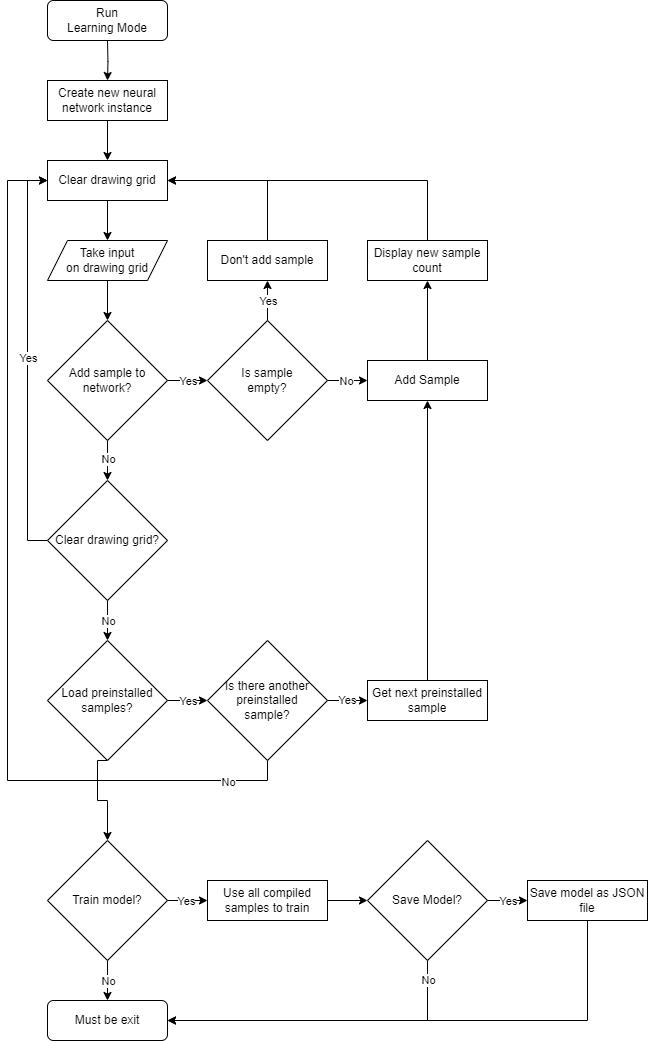 Run
Learning Mode
Create new neural
network instance
Clear drawing grid
Take input
on drawing grid
Don't add sample
Display new sample
count
Yes
Yes
Add sample to
network?
Yes
Is sample
empty?
No
Add Sample
No
Clear drawing grid?
No
Load preinstalled
samples?
Yes
Is there another
preinstalled
sample?
Yes
Get next preinstalled
sample
No
Train model?
Yes
Use all compiled
samples to train
Save Model?
Yes
Save model as JSON
file
No
No
Must be exit